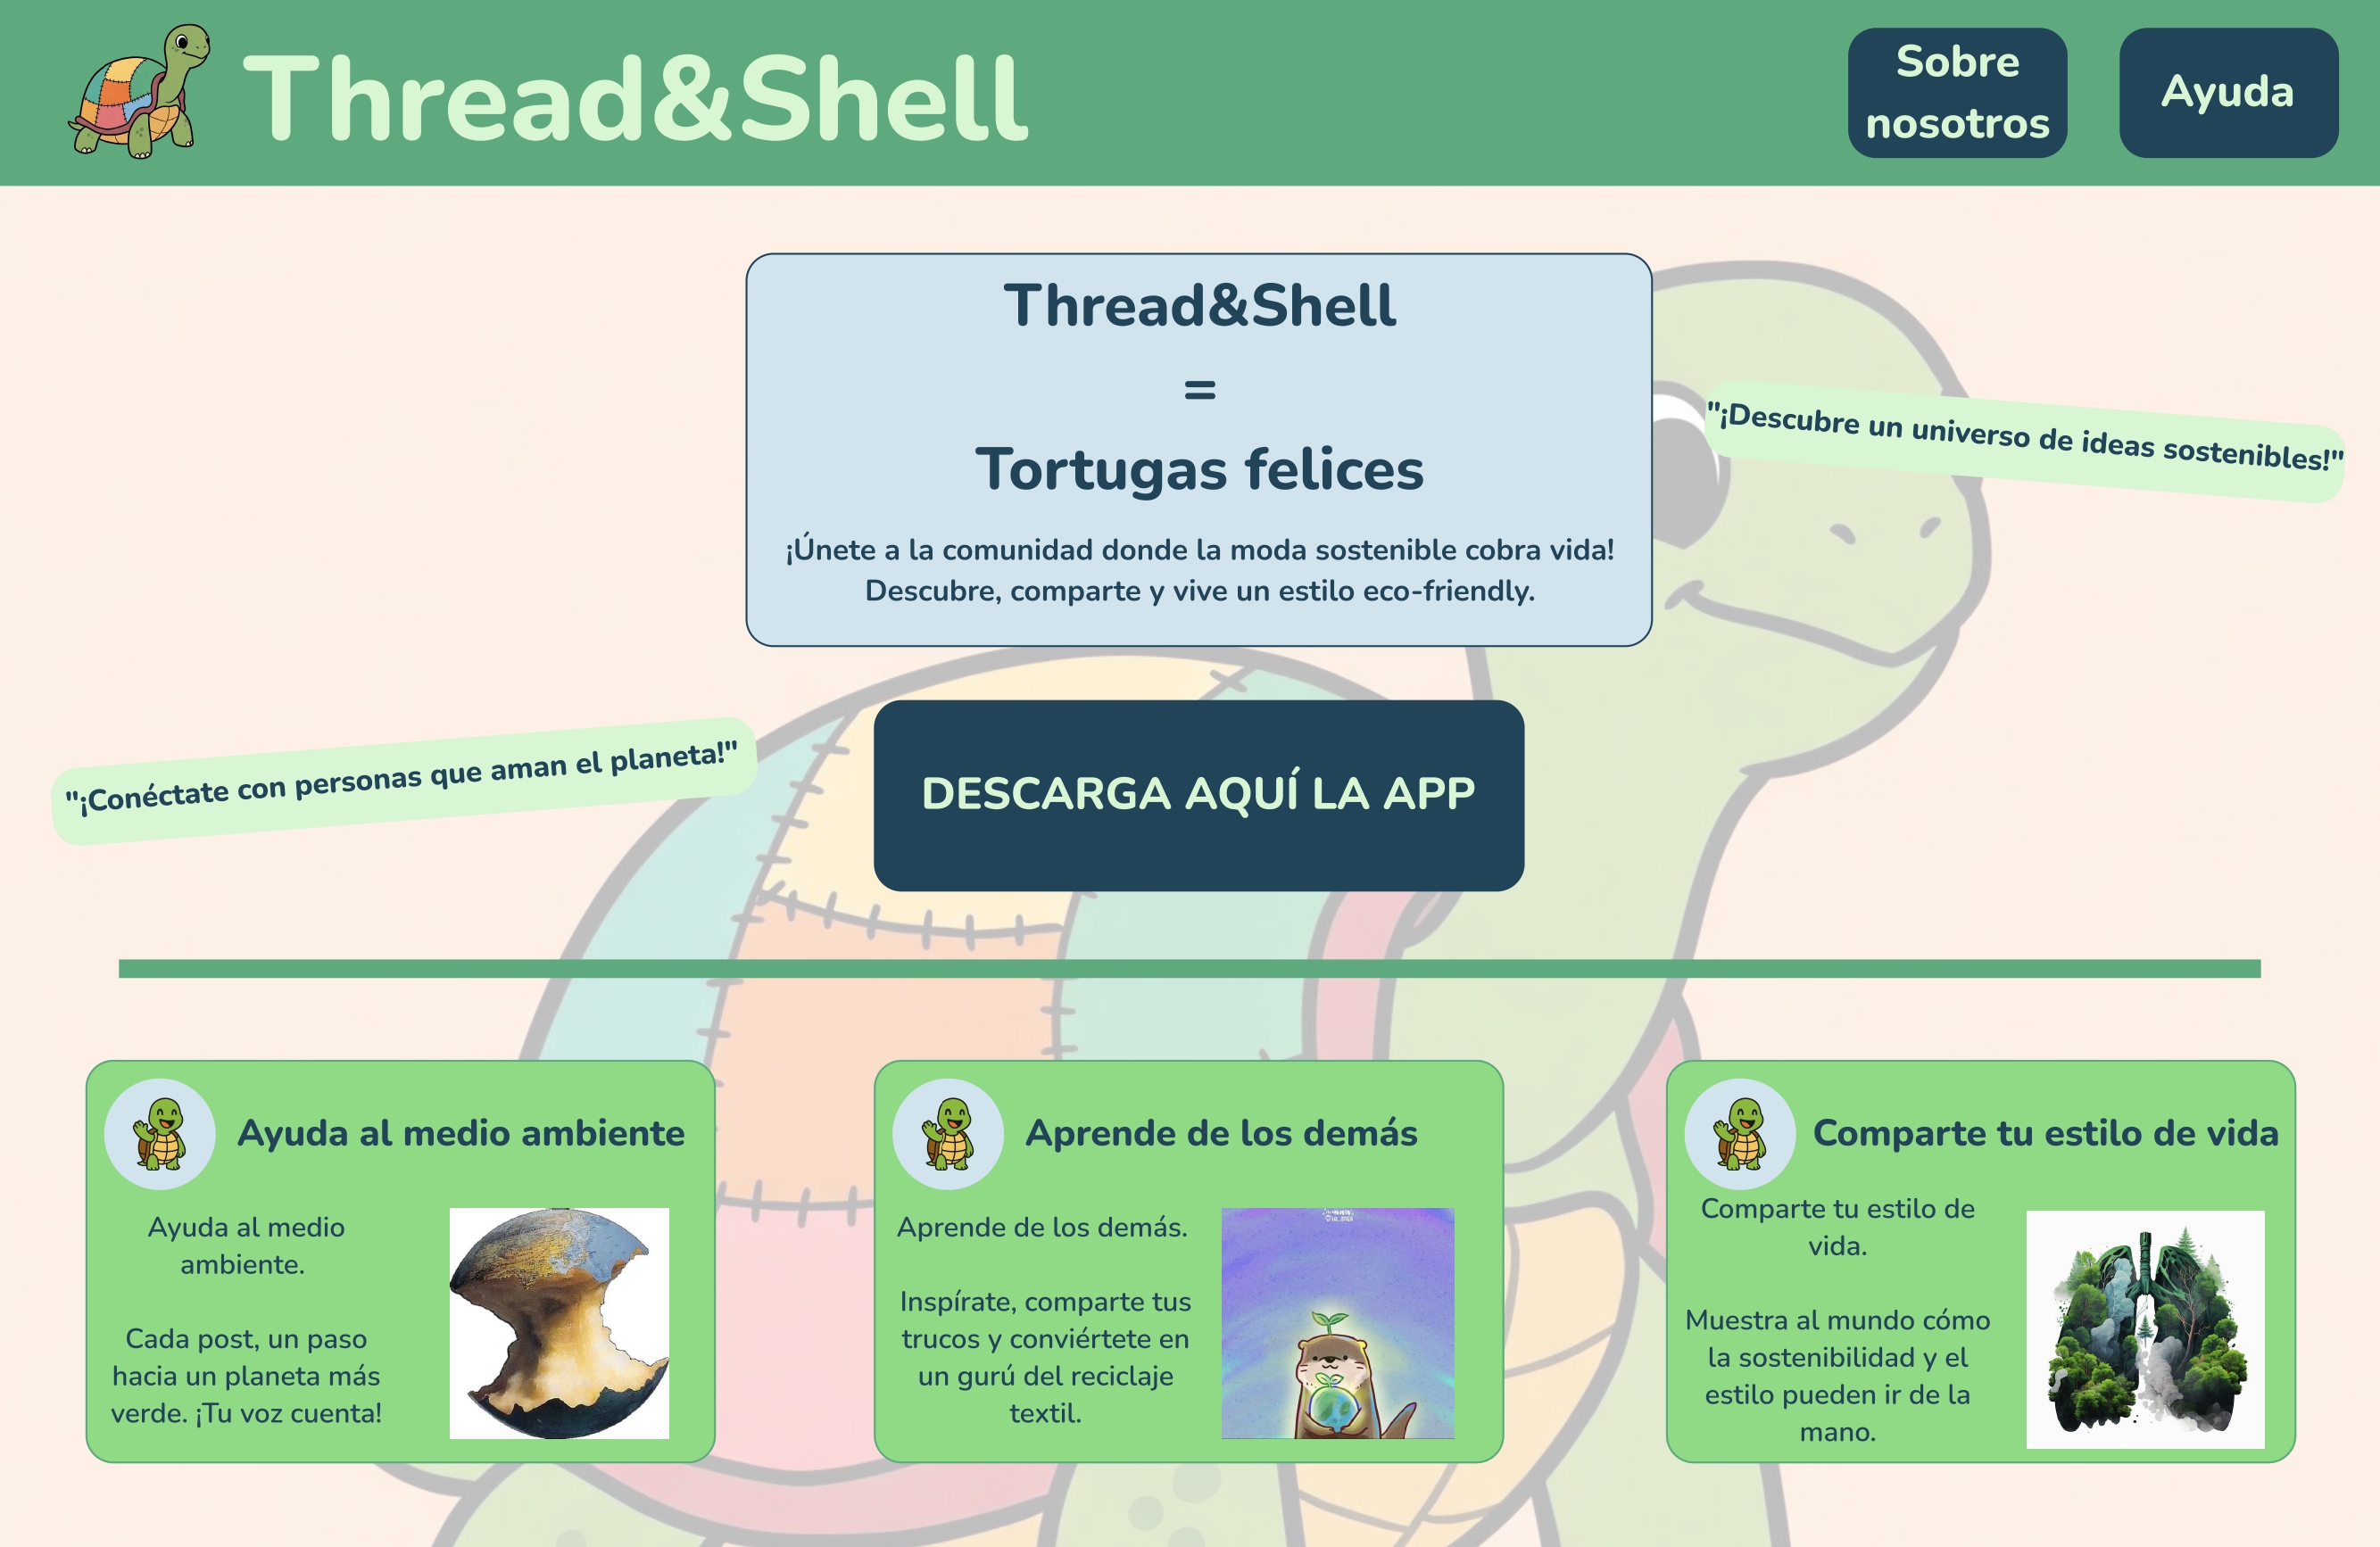 Thread&Shell
Sobre
nosotros
Ayuda
Thread&Shell
=
Tortugas felices
¡Únete a la comunidad donde la moda sostenible cobra vida!
Descubre, comparte y vive un estilo eco-friendly.
"¡Descubre un universo de ideas sostenibles!"
"¡Conéctate con personas que aman el planeta!"
DESCARGA AQUÍ LA APP
Ayuda al medio ambiente
Ayuda al medio
ambiente.
Cada post, un paso
hacia un planeta más
verde. ¡Tu voz cuenta!
Aprende de los demás
Aprende de los demás.
Inspírate, comparte tus
trucos y conviértete en
un gurú del reciclaje
textil.
Comparte tu estilo de vida
Comparte tu estilo de
vida.
Muestra al mundo cómo
la sostenibilidad y el
estilo pueden ir de la
mano.